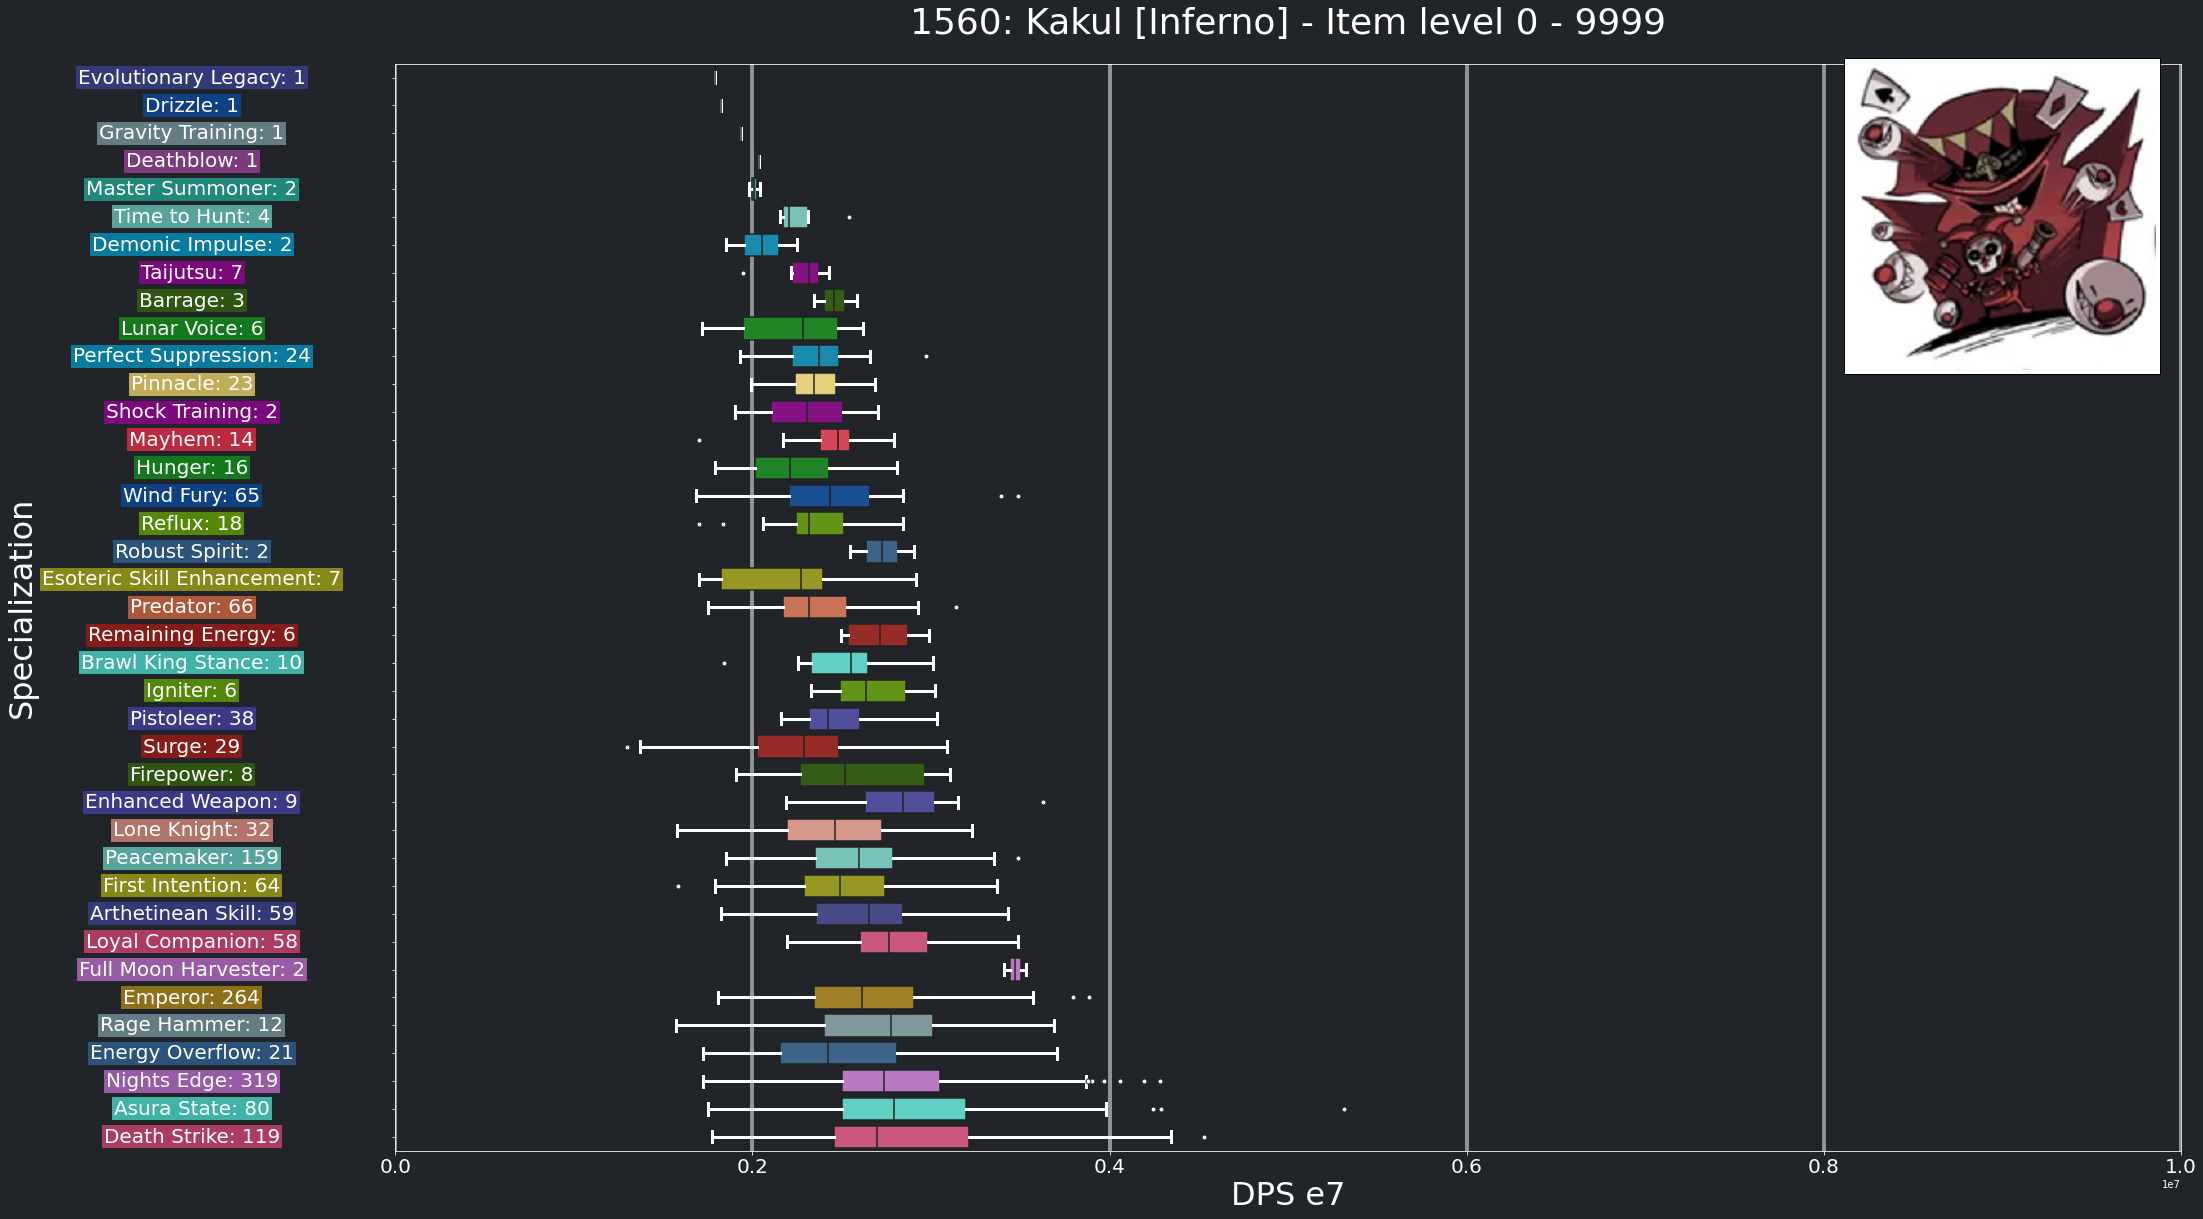 1560: Kakul [Inferno] - Item level 0 - 9999
Evolutionary Legacy: 1
Drizzle: 1
Gravity Training: 1
Deathblow: 1
Master Summoner: 2
Time to Hunt: 4
Demonic Impulse: 2
Taijutsu: 7
Barrage: 3
Lunar Voice: 6
Perfect Suppression: 24
Pinnacle: 23
Shock Training: 2
Mayhem: 14
Hunger: 16
Wind Fury: 65
Reflux: 18
Robust Spirit: 2
Esoteric Skill Enhancement: 7
Predator: 66
Remaining Energy: 6
Brawl King Stance: 10
Igniter: 6
Pistoleer: 38
Surge: 29
Firepower: 8
Enhanced Weapon: 9
Lone Knight: 32
Peacemaker: 159
First Intention: 64
Arthetinean Skill: 59
Loyal Companion: 58
Full Moon Harvester: 2
Emperor: 264
Rage Hammer: 12
Energy Overflow: 21
Nights Edge: 319
Asura State: 80
Death Strike: 119
Specialization
0.0 0.2 0.4 0.6 0.8 1.0
1e7
DPS e7